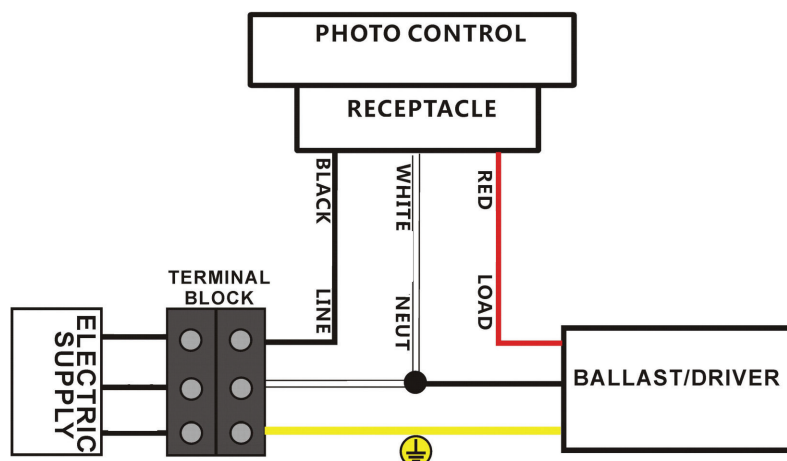 PHOTO CONTROL
RECEPTACLE
BLACK
WHITE
RED
LINE
NEUT
LOAD
TERMINAL
BLOCK
ELECTRIC
SUPPLY
BALLAST/DRIVER